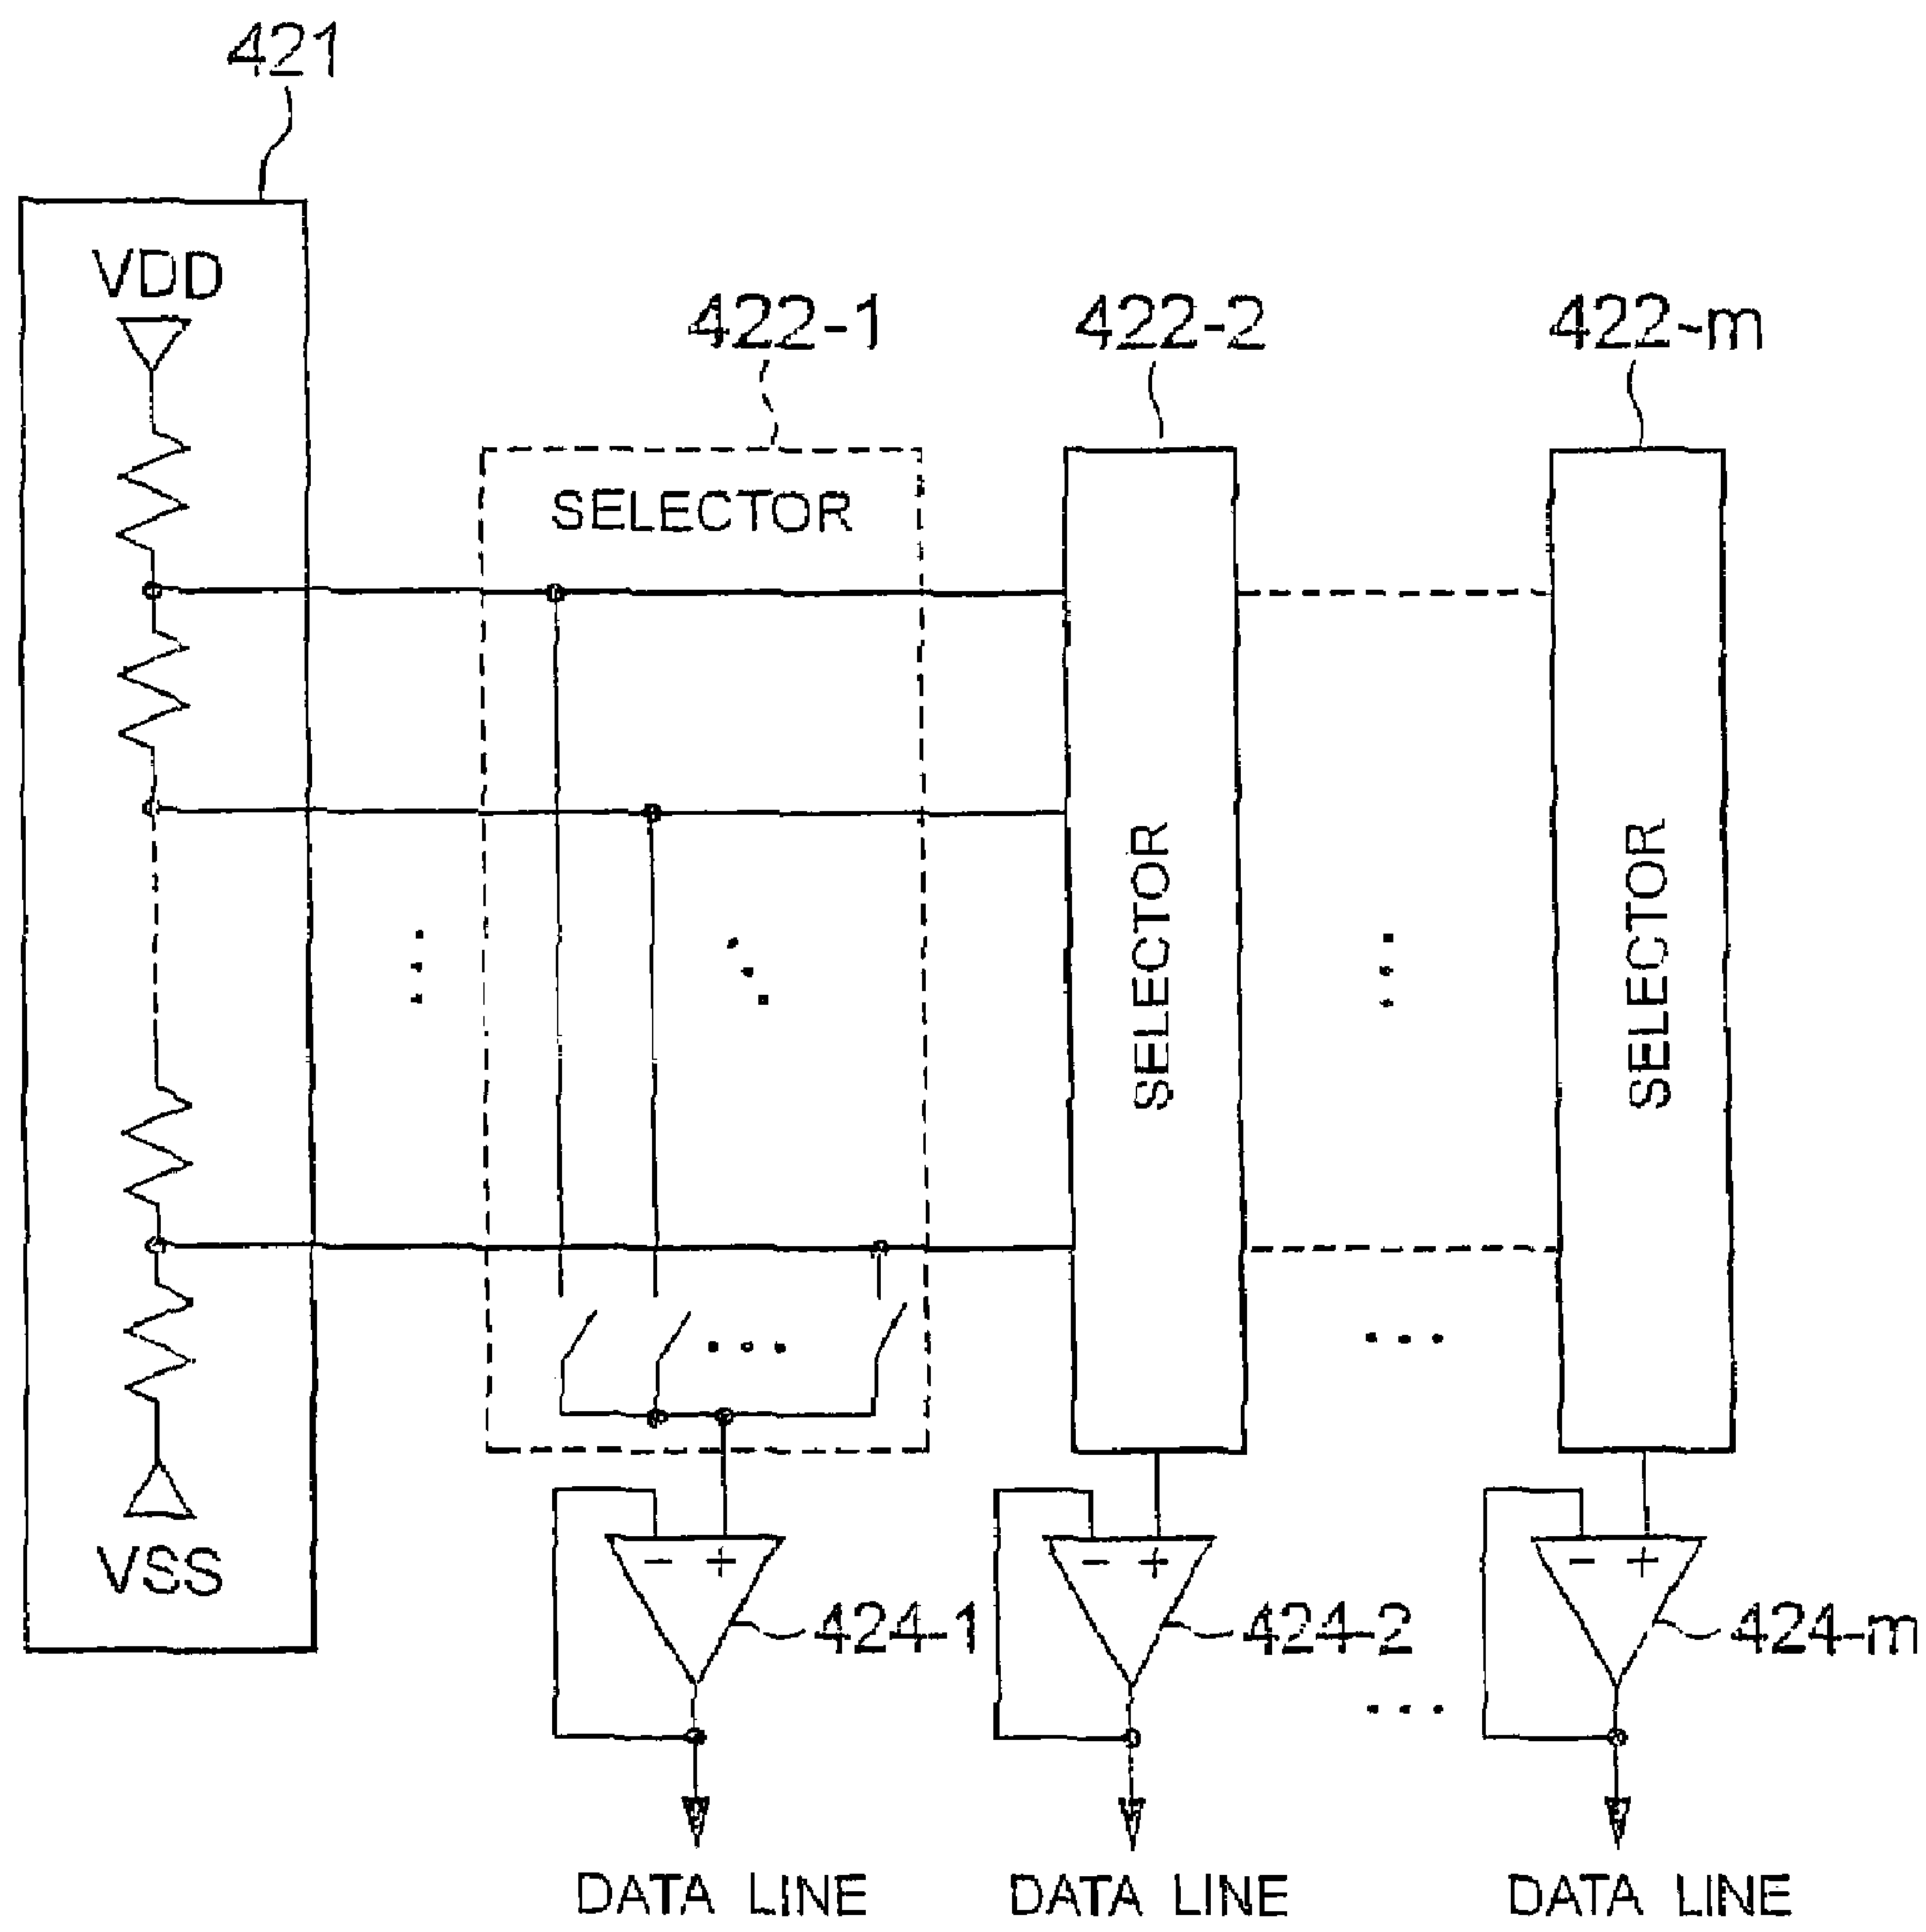 421
VDD
422-1
422-2
422-m
SELECTOR
SELECTOR
SELECTOR
VSS
- +
- +
- +
424-1
424-2
424-m
DATA LINE
DATA LINE
DATA LINE